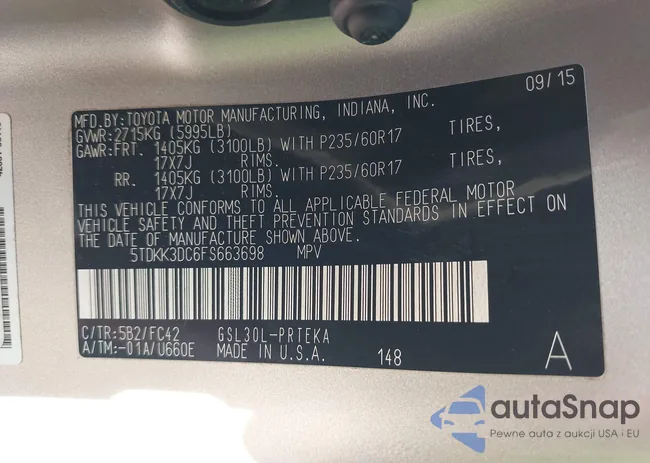 09/15
MFD.BY:TOYOTA MOTOR MANUFACTURING, INDIANA, INC.
GVWR:2715KG (5995LB)
GAWR:FRT. 1405KG (3100LB) WITH P235/60R17 TIRES,
17X7J RIMS.
RR. 1405KG (3100LB) WITH P235/60R17 TIRES,
17X7J RIMS.
THIS VEHICLE CONFORMS TO ALL APPLICABLE FEDERAL MOTOR
VEHICLE SAFETY AND THEFT PREVENTION STANDARDS IN EFFECT ON
THE DATE OF MANUFACTURE SHOWN ABOVE.
5TDKK3DC6FS663698 MPV
C/TR:5B2/FC42 GSL30L-PRTEKA
A/TM:-01A/U660E MADE IN U.S.A. 148 A
autaSnap
Pewne auta z aukcji USA i EU